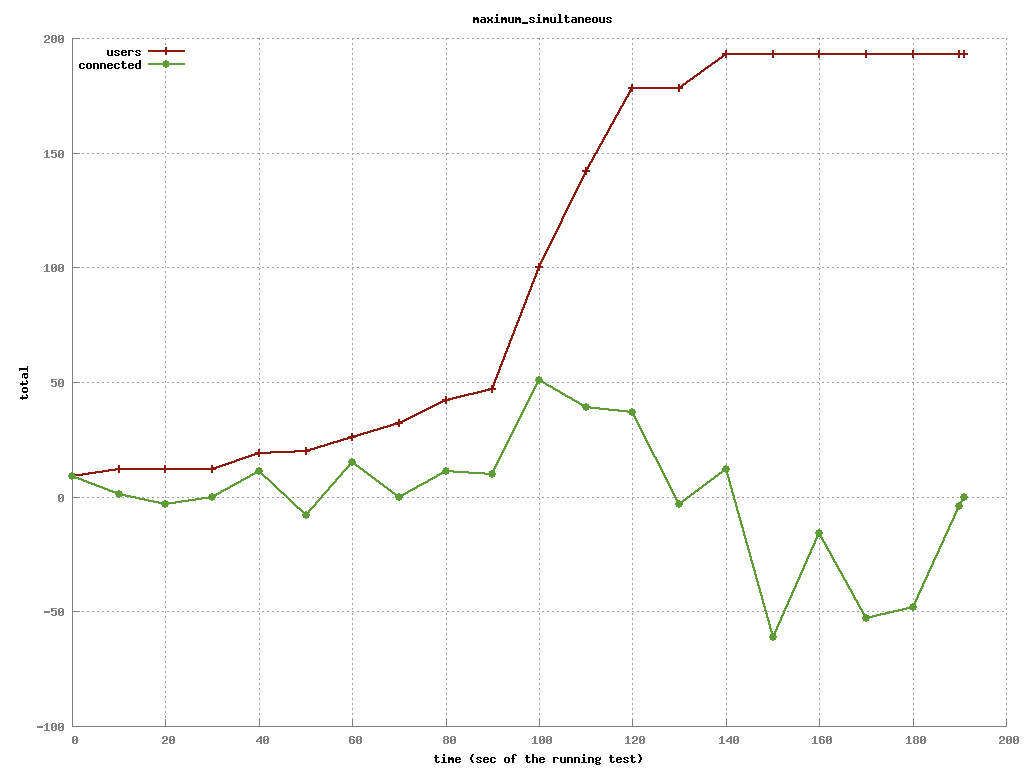 maximum_simultaneous
200
users
connected
150
100
total
50
0
-50
-100
0 20 40 60 80 100 120 140 160 180 200
time (sec of the running test)